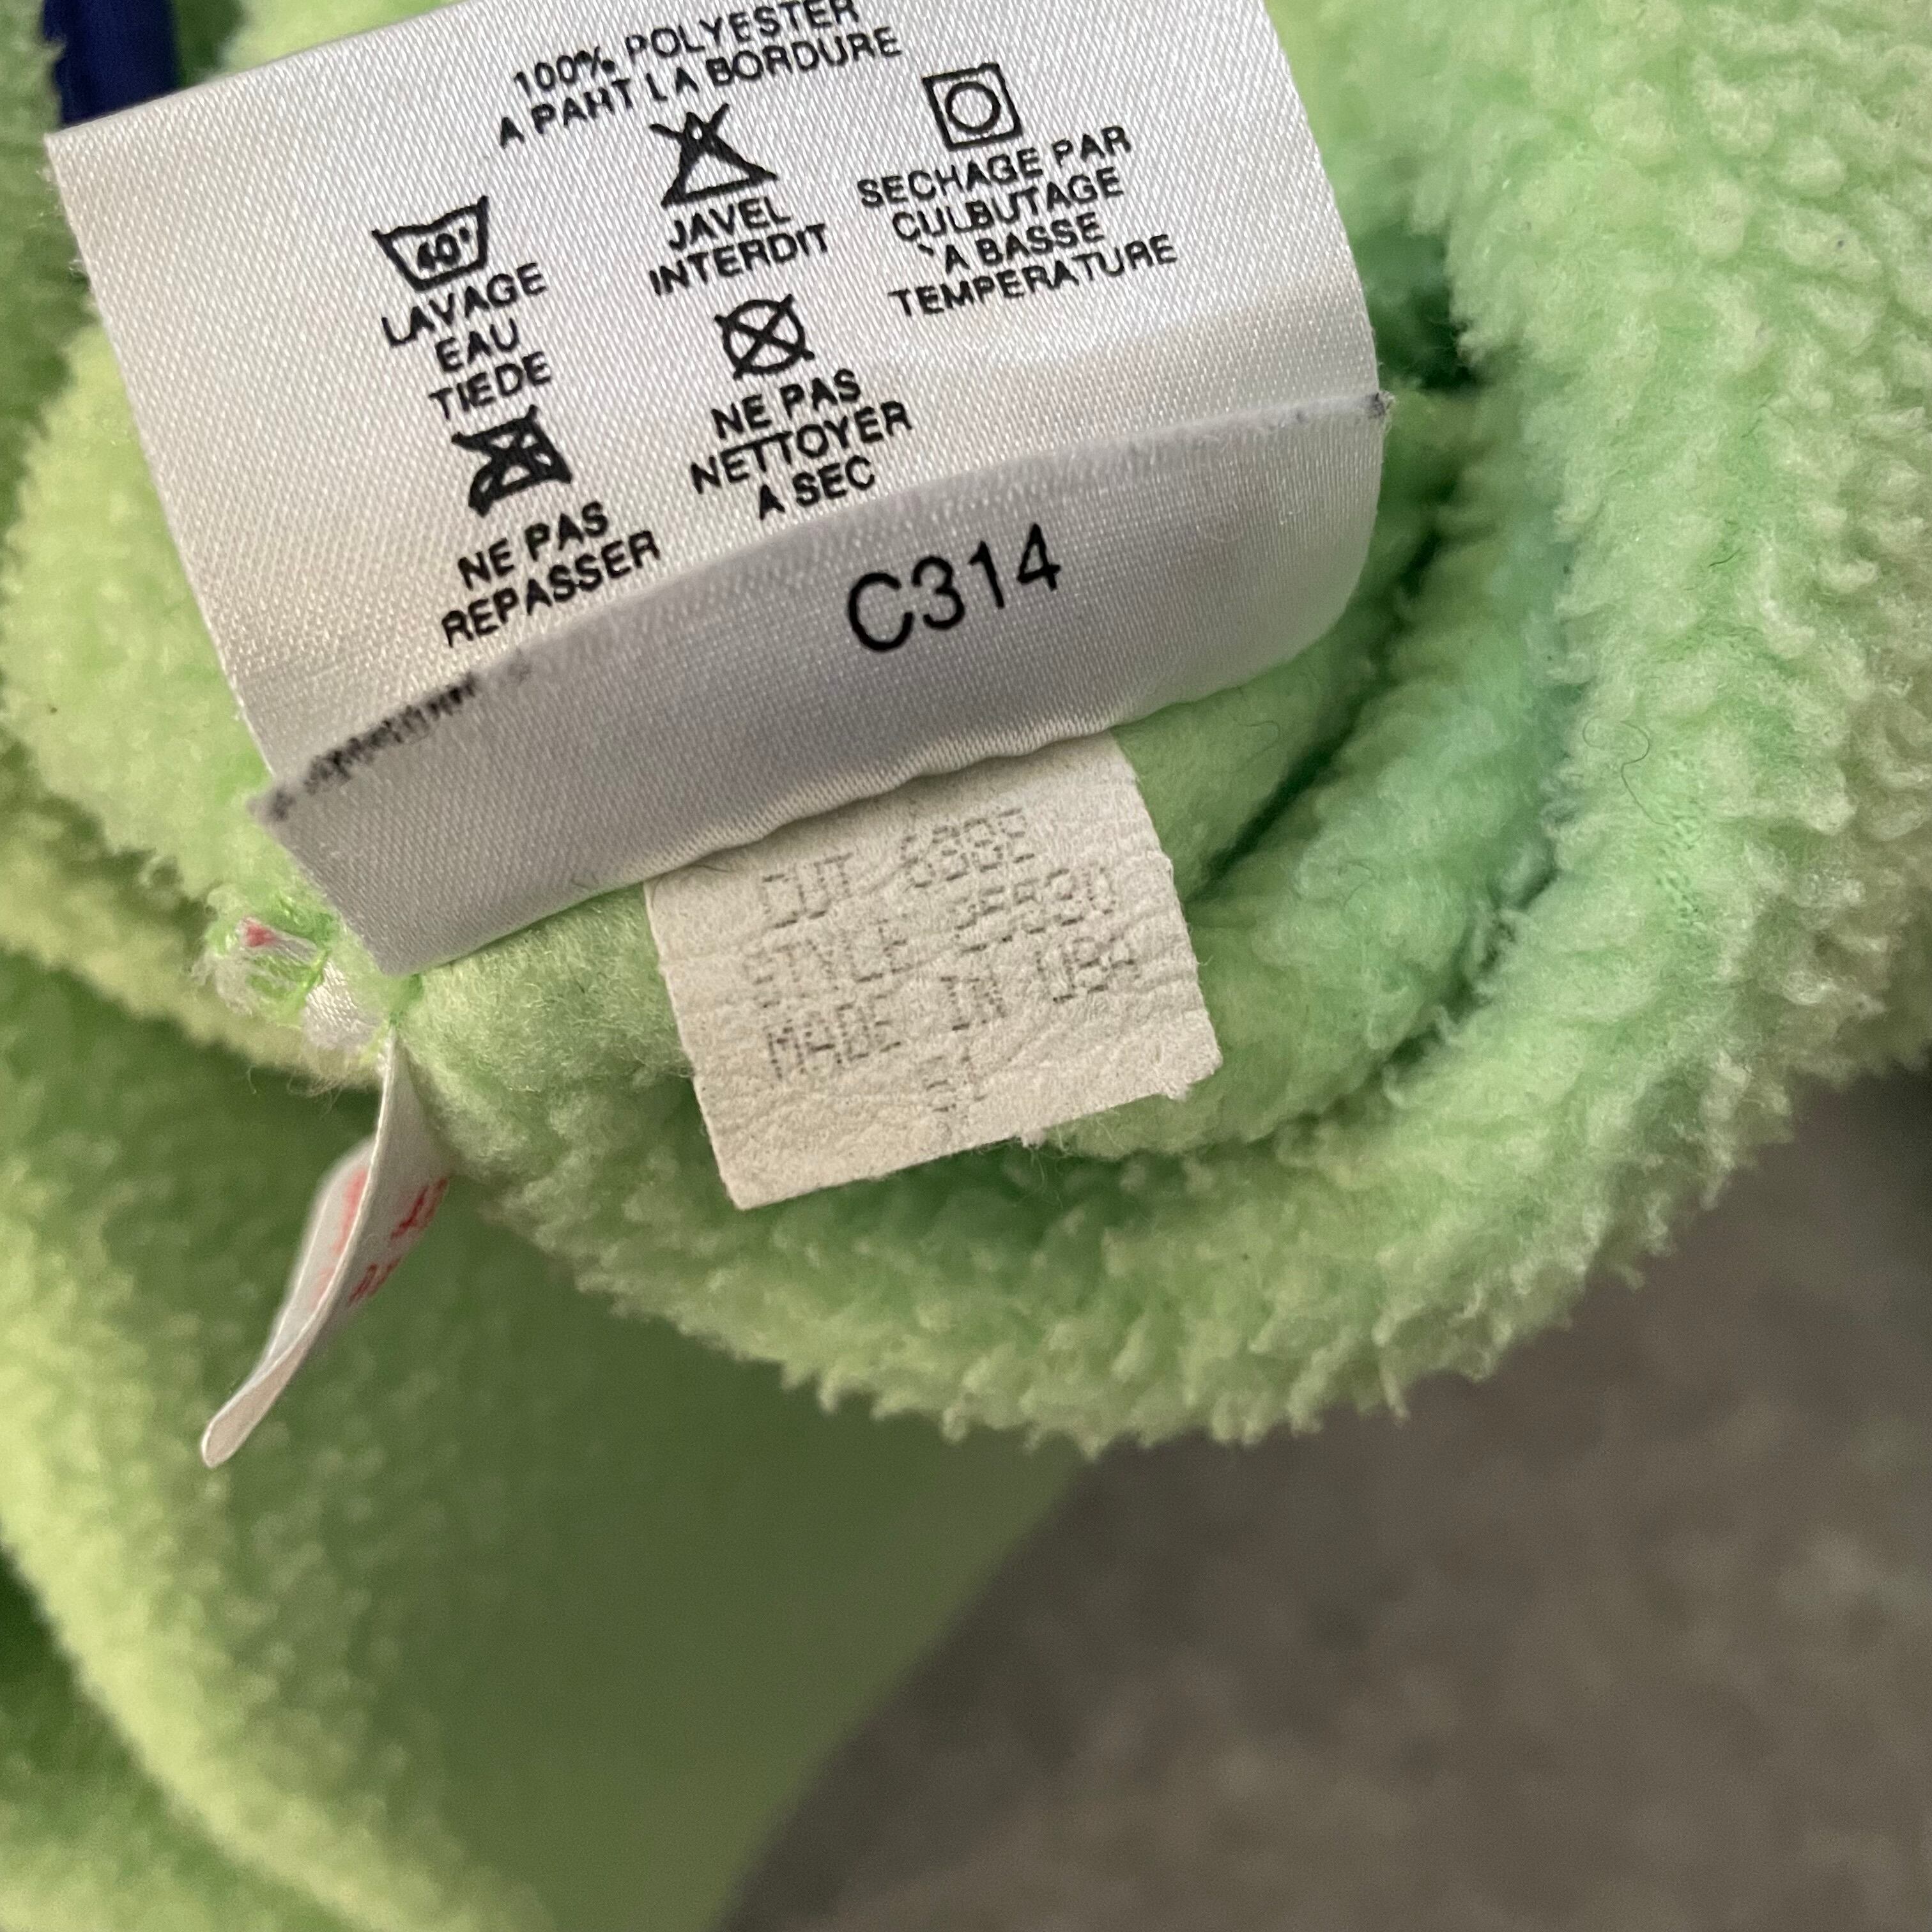 100% POLYESTER
A PART LA BORDURE
40°
LAVAGE
EAU
TIEDE
JAVEL
INTERDIT
SECHAGE PAR
CULBUTAGE
`A BASSE
TEMPERATURE
NE PAS
REPASSER
NE PAS
NETTOYER
A SEC
C314
CUT
STYLE
MADE IN USA